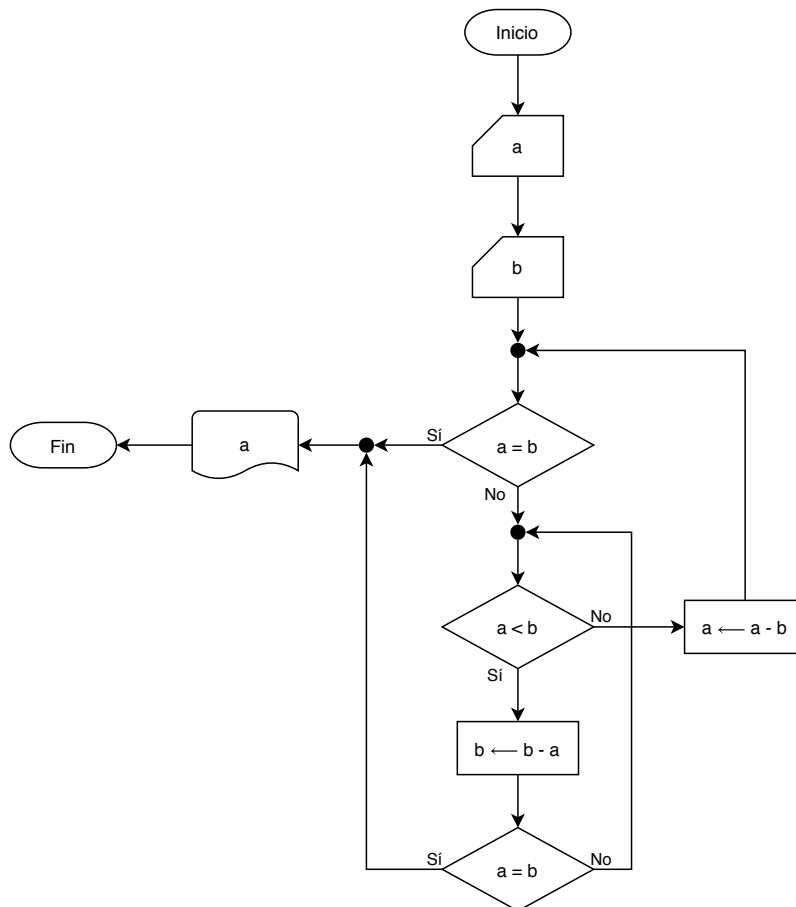 Inicio
a
b
Sí
a = b
a
Fin
No
a < b
No
a ⟵ a - b
Sí
b ⟵ b - a
Sí
a = b
No